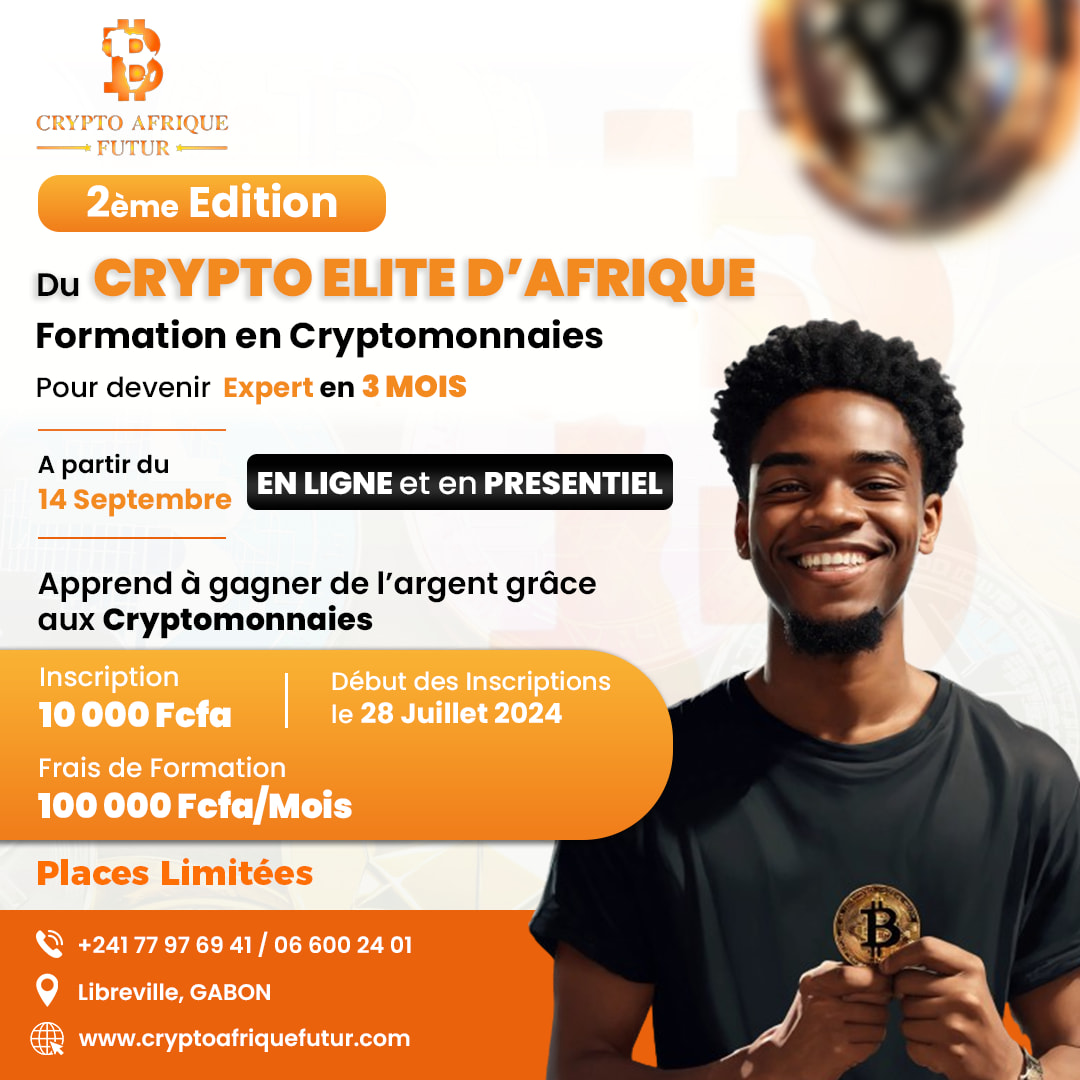 CRYPTO AFRIQUE
FUTUR
2ème Edition
Du CRYPTO ELITE D’AFRIQUE
Formation en Cryptomonnaies
Pour devenir Expert en 3 MOIS
A partir du
14 Septembre
EN LIGNE et en PRESENTIEL
Apprend à gagner de l’argent grâce
aux Cryptomonnaies
Inscription
10 000 Fcfa
Début des Inscriptions
le 28 Juillet 2024
Frais de Formation
100 000 Fcfa/Mois
Places Limitées
+241 77 97 69 41 / 06 600 24 01
Libreville, GABON
www.cryptoafriquefutur.com